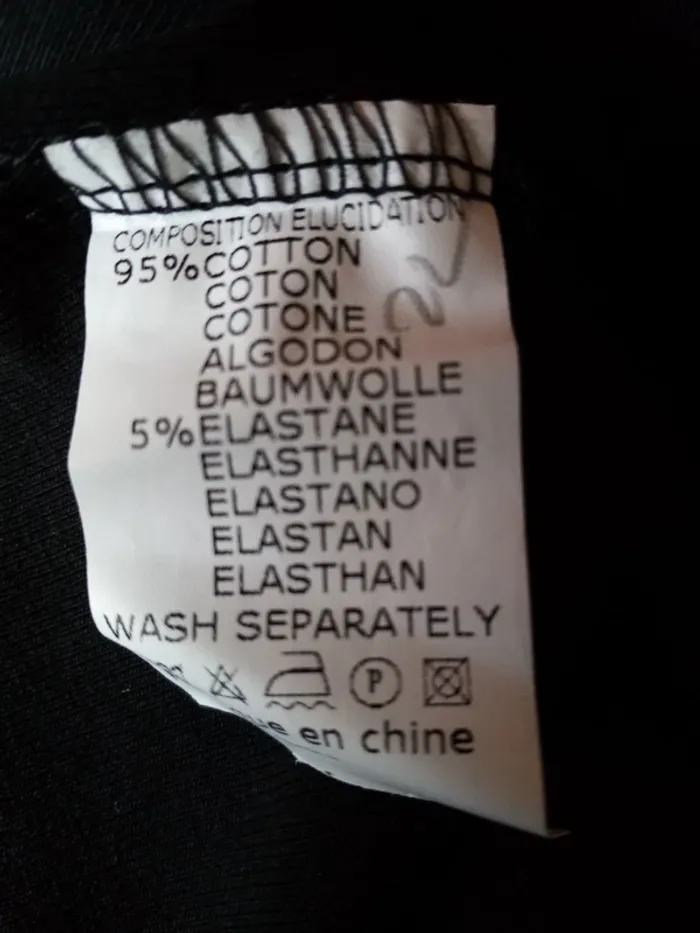 COMPOSITION ELUCIDATION
95% COTTON
COTON
COTONE
ALGODON
BAUMWOLLE
5% ELASTANE
ELASTHANNE
ELASTANO
ELASTAN
ELASTHAN
WASH SEPARATELY
P
en chine